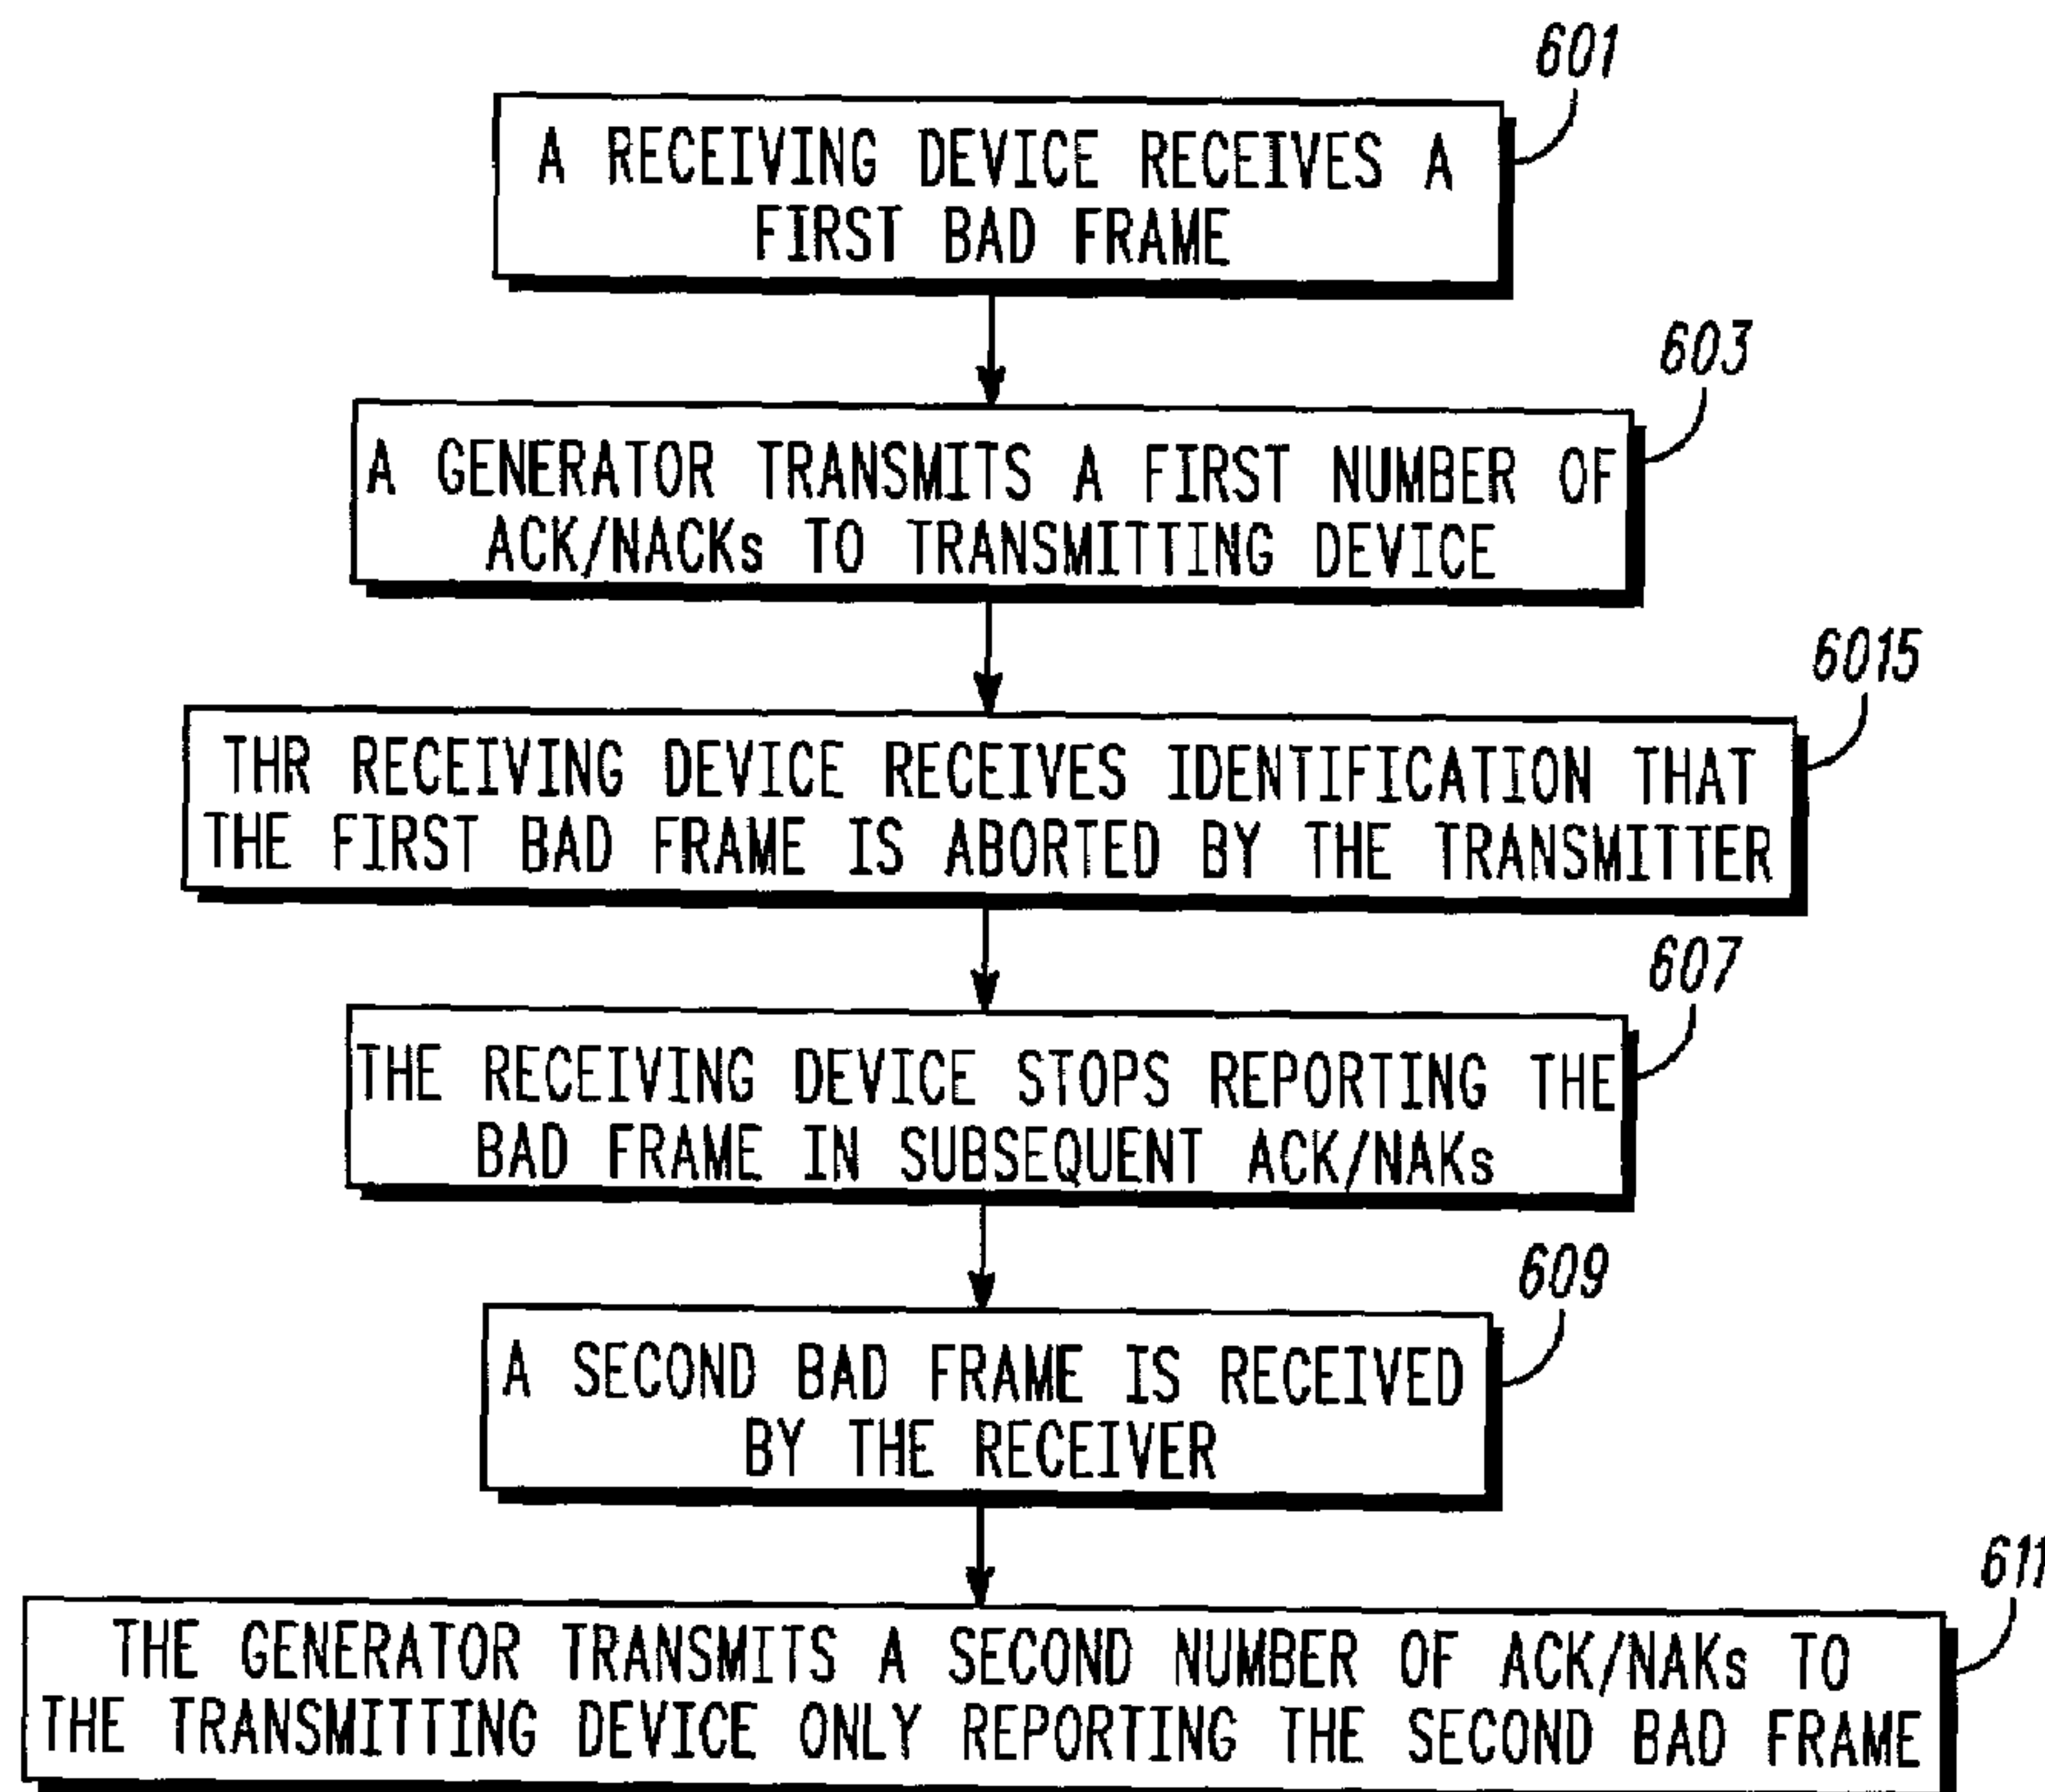 601
A RECEIVING DEVICE RECEIVES A
FIRST BAD FRAME
603
A GENERATOR TRANSMITS A FIRST NUMBER OF
ACK/NACKs TO TRANSMITTING DEVICE
6015
THR RECEIVING DEVICE RECEIVES IDENTIFICATION THAT
THE FIRST BAD FRAME IS ABORTED BY THE TRANSMITTER
607
THE RECEIVING DEVICE STOPS REPORTING THE
BAD FRAME IN SUBSEQUENT ACK/NAKs
609
A SECOND BAD FRAME IS RECEIVED
BY THE RECEIVER
611
THE GENERATOR TRANSMITS A SECOND NUMBER OF ACK/NAKs TO
THE TRANSMITTING DEVICE ONLY REPORTING THE SECOND BAD FRAME